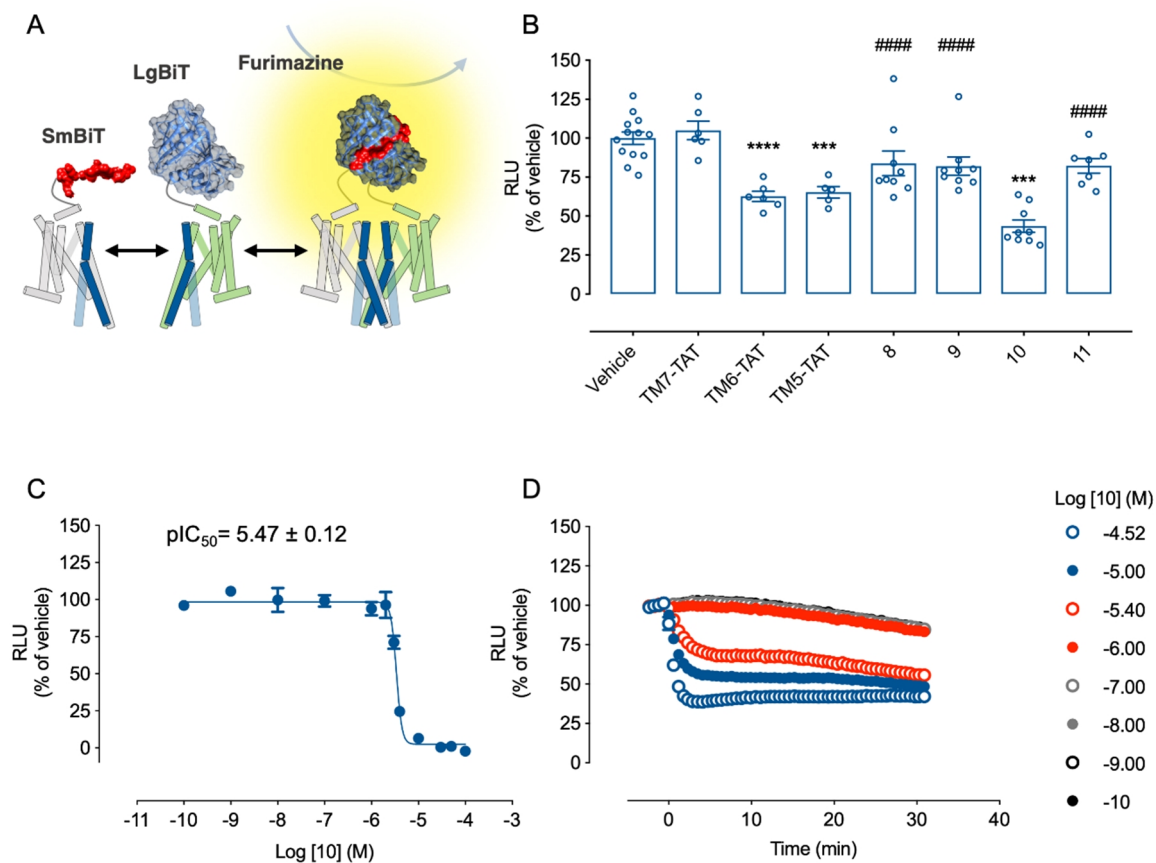 A
SmBiT
LgBiT
Furimazine
B
RLU
(% of vehicle)
150
125
100
75
50
25
0
****
***
####
####
***
####
Vehicle
TM7-TAT
TM6-TAT
TM5-TAT
8
9
10
11
C
pIC50= 5.47 ± 0.12
RLU
(% of vehicle)
150
125
100
75
50
25
0
-11
-10
-9
-8
-7
-6
-5
-4
-3
Log [10] (M)
D
RLU
(% of vehicle)
150
125
100
75
50
25
0
0
10
20
30
40
Time (min)
Log [10] (M)
-4.52
-5.00
-5.40
-6.00
-7.00
-8.00
-9.00
-10